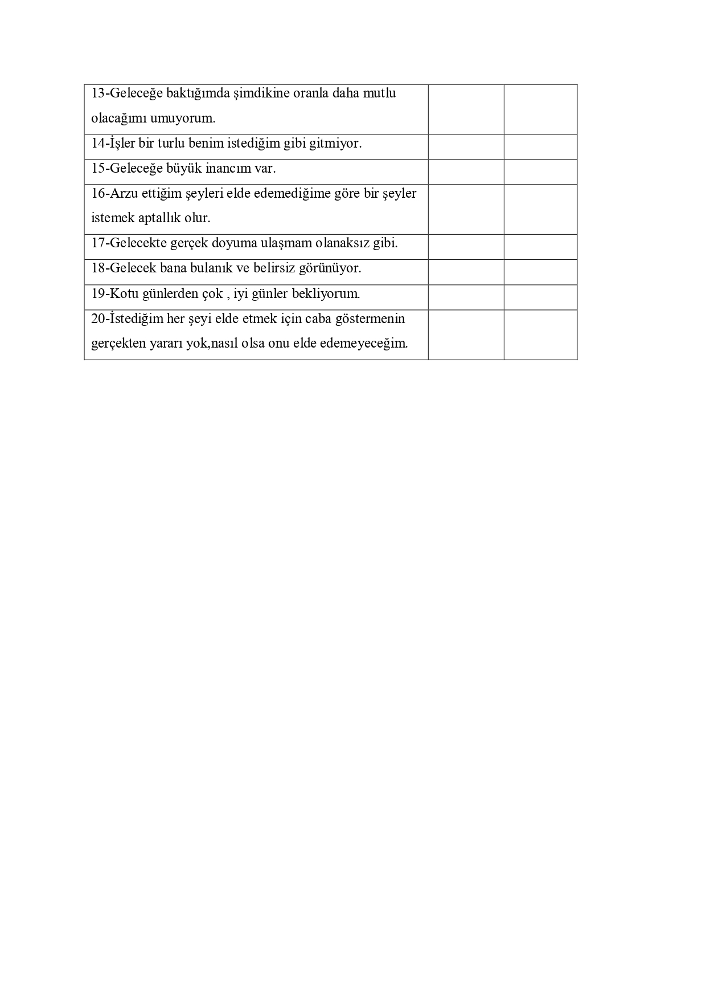 13-Geleceğe baktığımda şimdikine oranla daha mutlu
olacağımı umuyorum.
14-İşler bir turlu benim istediğim gibi gitmiyor.
15-Geleceğe büyük inancım var.
16-Arzu ettiğim şeyleri elde edemediğime göre bir şeyler
istemek aptallık olur.
17-Gelecekte gerçek doyuma ulaşmam olanaksız gibi.
18-Gelecek bana bulanık ve belirsiz görünüyor.
19-Kotu günlerden çok , iyi günler bekliyorum.
20-İstediğim her şeyi elde etmek için caba göstermenin
gerçekten yararı yok,nasıl olsa onu elde edemeyeceğim.